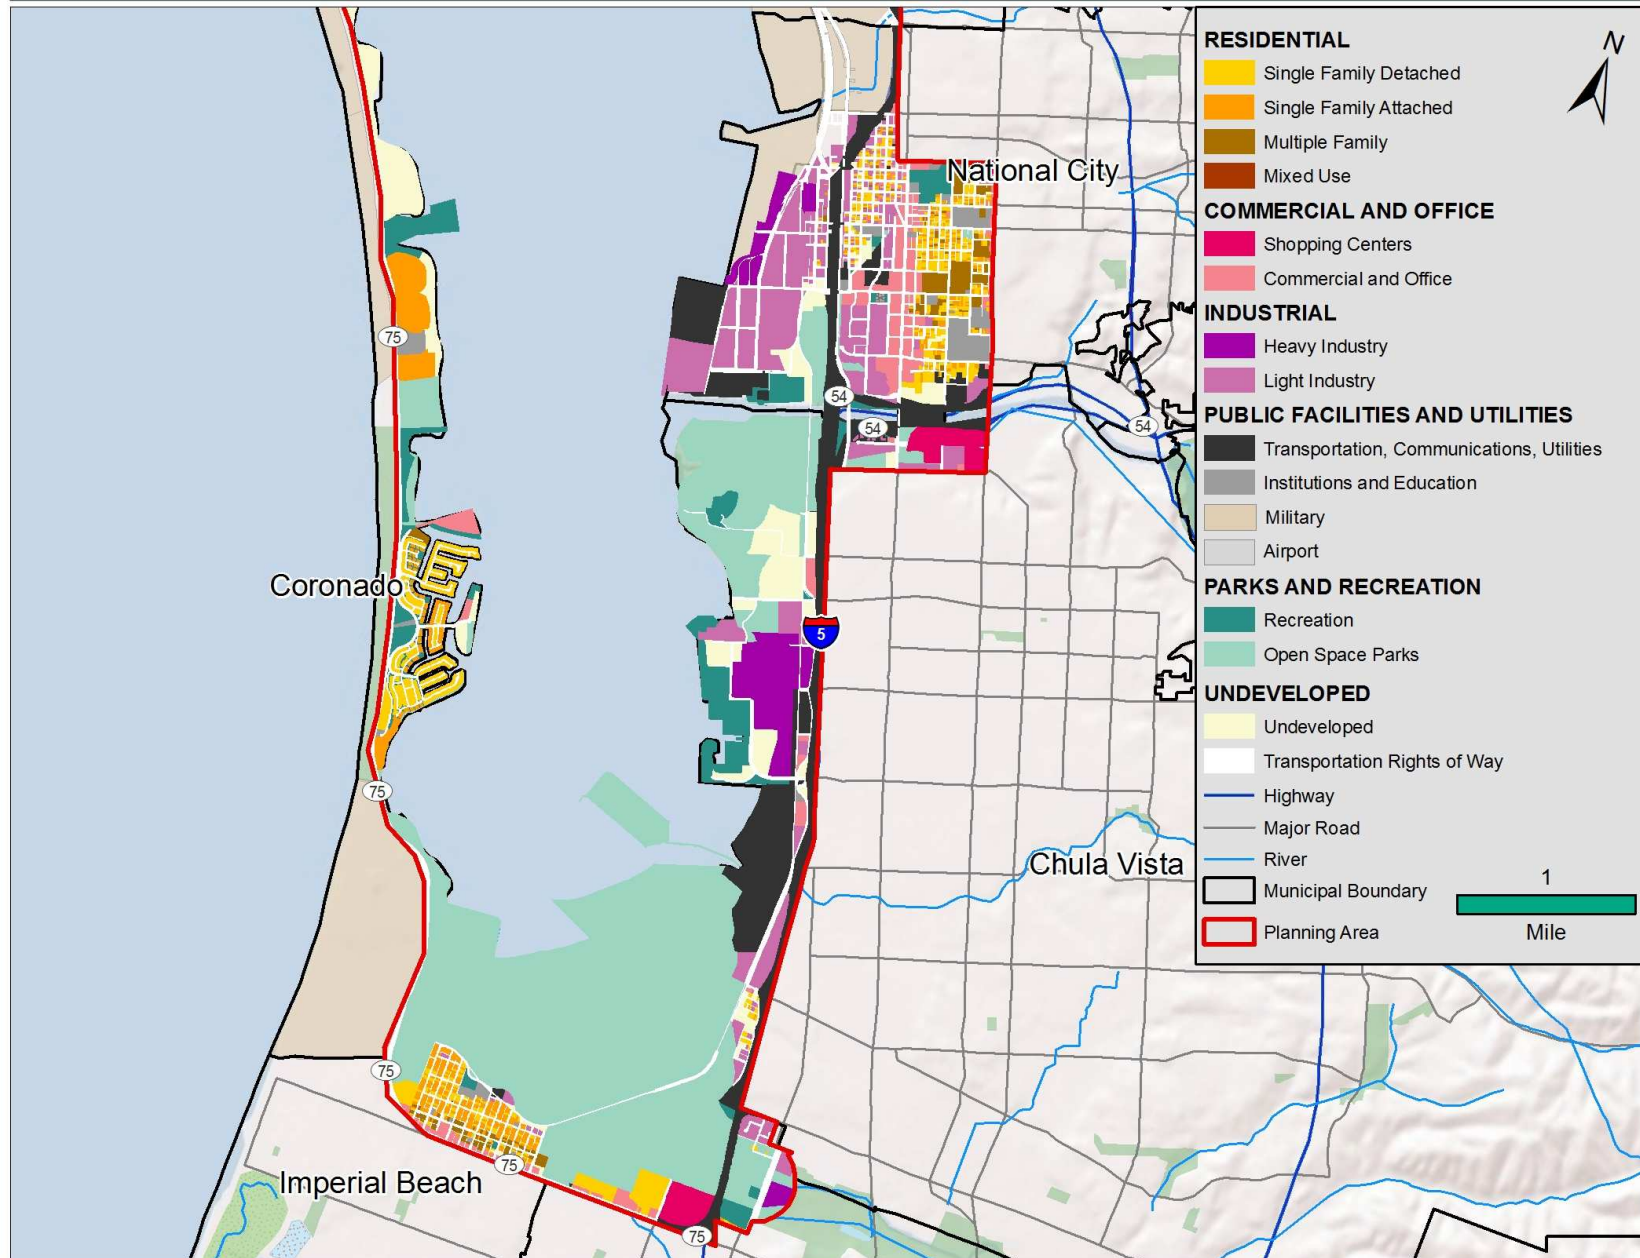 RESIDENTIAL
Single Family Detached
Single Family Attached
Multiple Family
Mixed Use
COMMERCIAL AND OFFICE
Shopping Centers
Commercial and Office
INDUSTRIAL
Heavy Industry
Light Industry
PUBLIC FACILITIES AND UTILITIES
Transportation, Communications, Utilities
Institutions and Education
Military
Airport
PARKS AND RECREATION
Recreation
Open Space Parks
UNDEVELOPED
Undeveloped
Transportation Rights of Way
Highway
Major Road
River
Municipal Boundary
Planning Area
N
1
Mile
National City
75
54
54
54
Coronado
5
75
Chula Vista
75
75
Imperial Beach
75